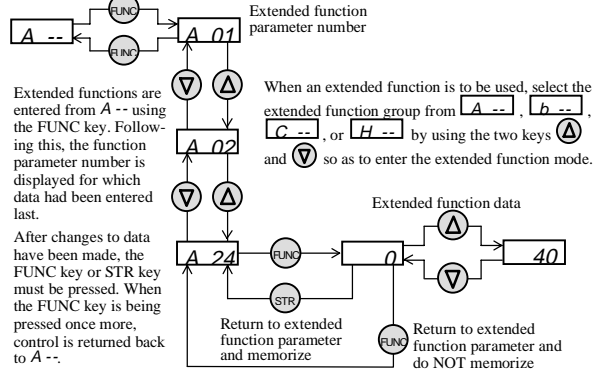 FUNC
A --
A 01
FUNC
Extended function
parameter number
Extended functions are
entered from A -- using
the FUNC key. Follow-
ing this, the function
parameter number is
displayed for which
data had been entered
last.
After changes to data
have been made, the
FUNC key or STR key
must be pressed. When
the FUNC key is being
pressed once more,
control is returned back
to A --.
When an extended function is to be used, select the
extended function group from A -- , b -- ,
C -- , or H -- by using the two keys Δ
and ∇ so as to enter the extended function mode.
∇ Δ
A 02
∇ Δ
Extended function data
Δ
A 24 FUNC 0 40
∇
STR
Return to extended
function parameter
and memorize
FUNC
Return to extended
function parameter and
do NOT memorize